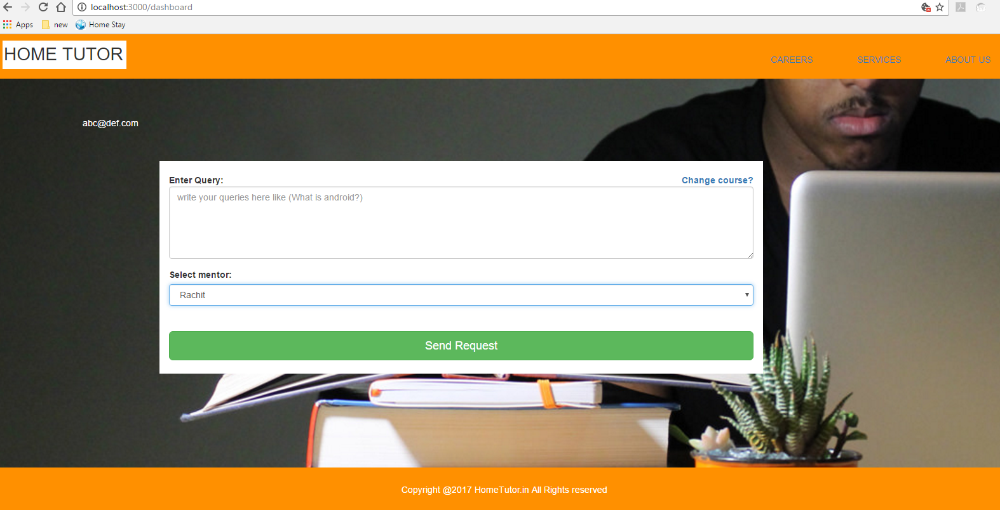 localhost:3000/dashboard
Apps new Home Stay
HOME TUTOR
CAREERS SERVICES ABOUT US
abc@def.com
Enter Query: Change course?
write your queries here like (What is android?)
Select mentor:
Rachit
Send Request
Copyright @2017 HomeTutor.in All Rights reserved